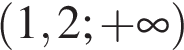 (1,2; +∞)